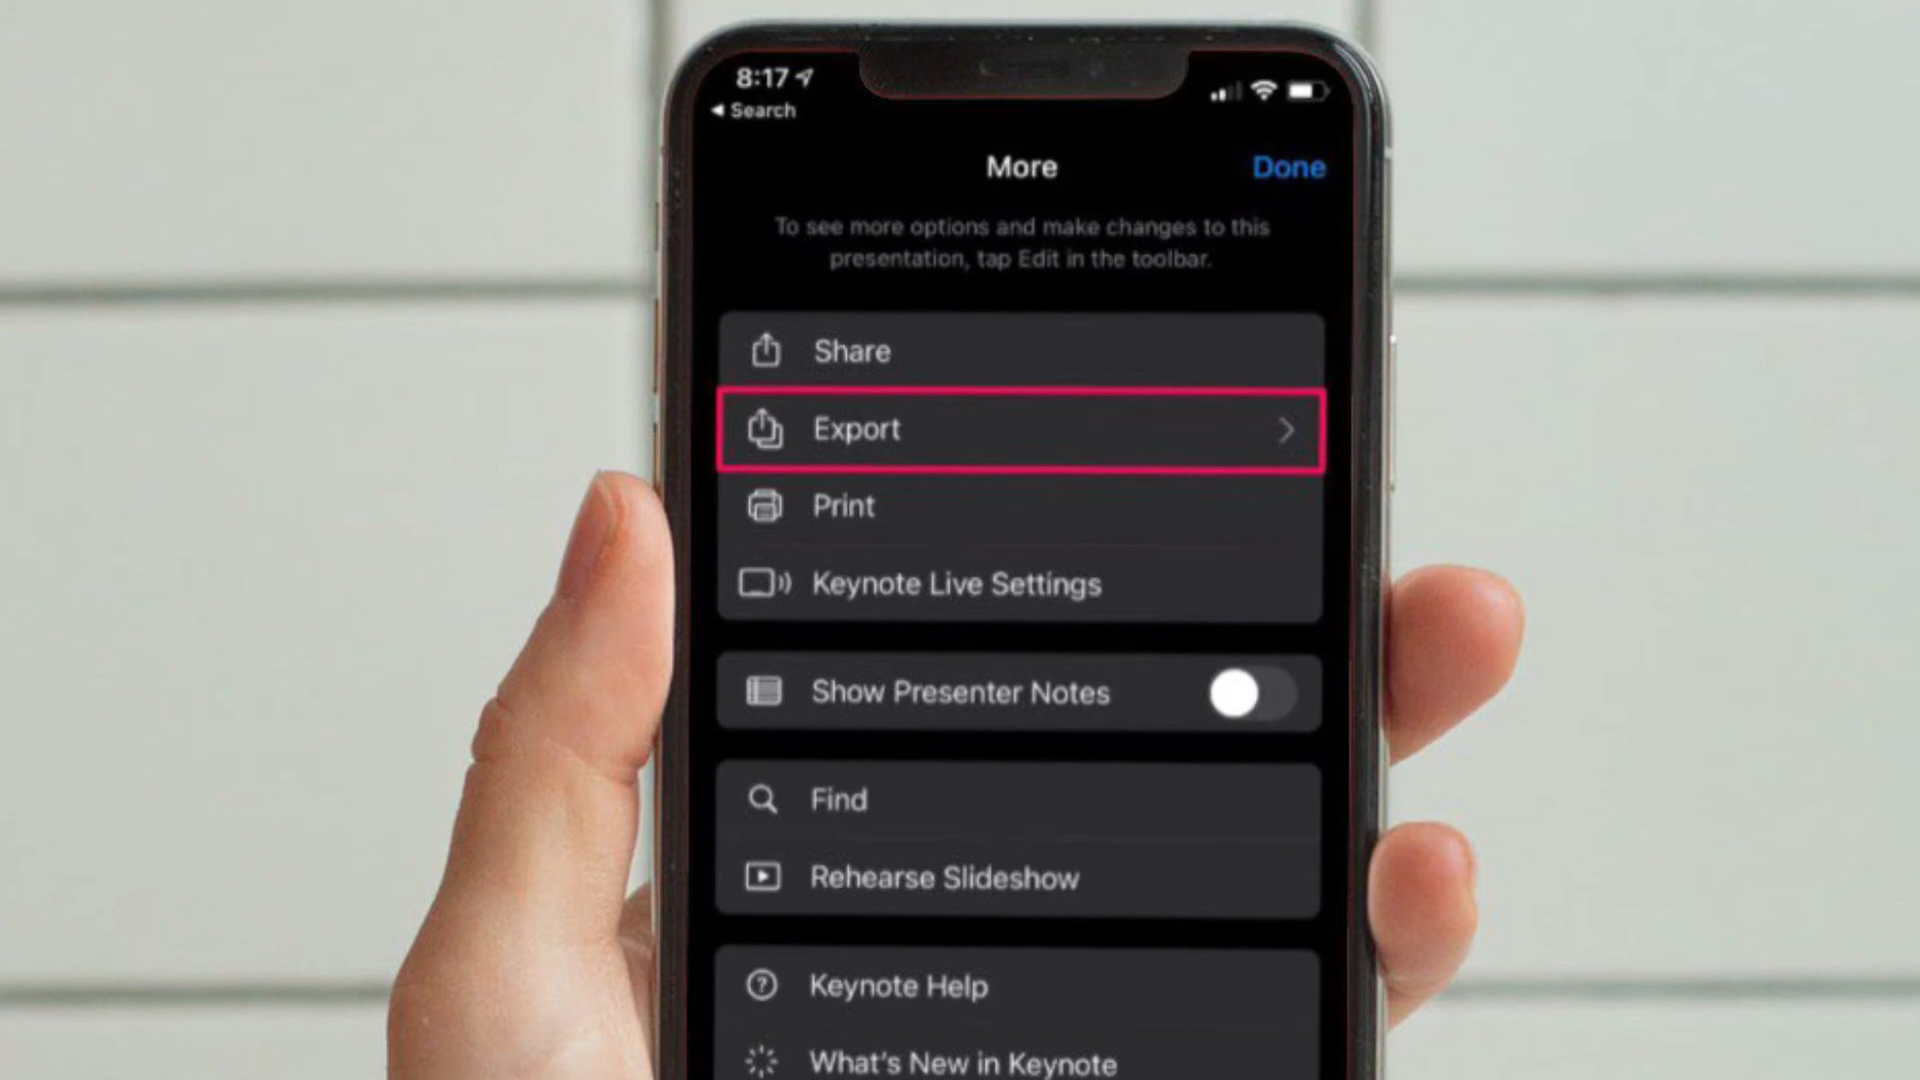 8:17
◀ Search
More
Done
To see more options and make changes to this
presentation, tap Edit in the toolbar.
Share
Export
Print
Keynote Live Settings
Show Presenter Notes
Find
Rehearse Slideshow
Keynote Help
What's New in Keynote